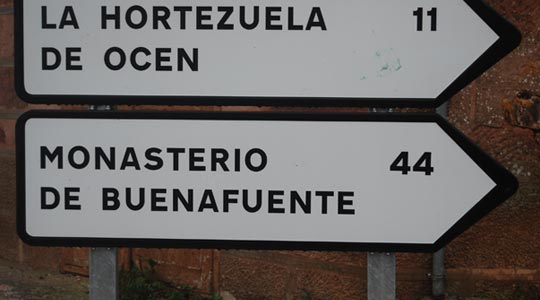 LA HORTEZUELA 11
DE OCEN
MONASTERIO 44
DE BUENAFUENTE